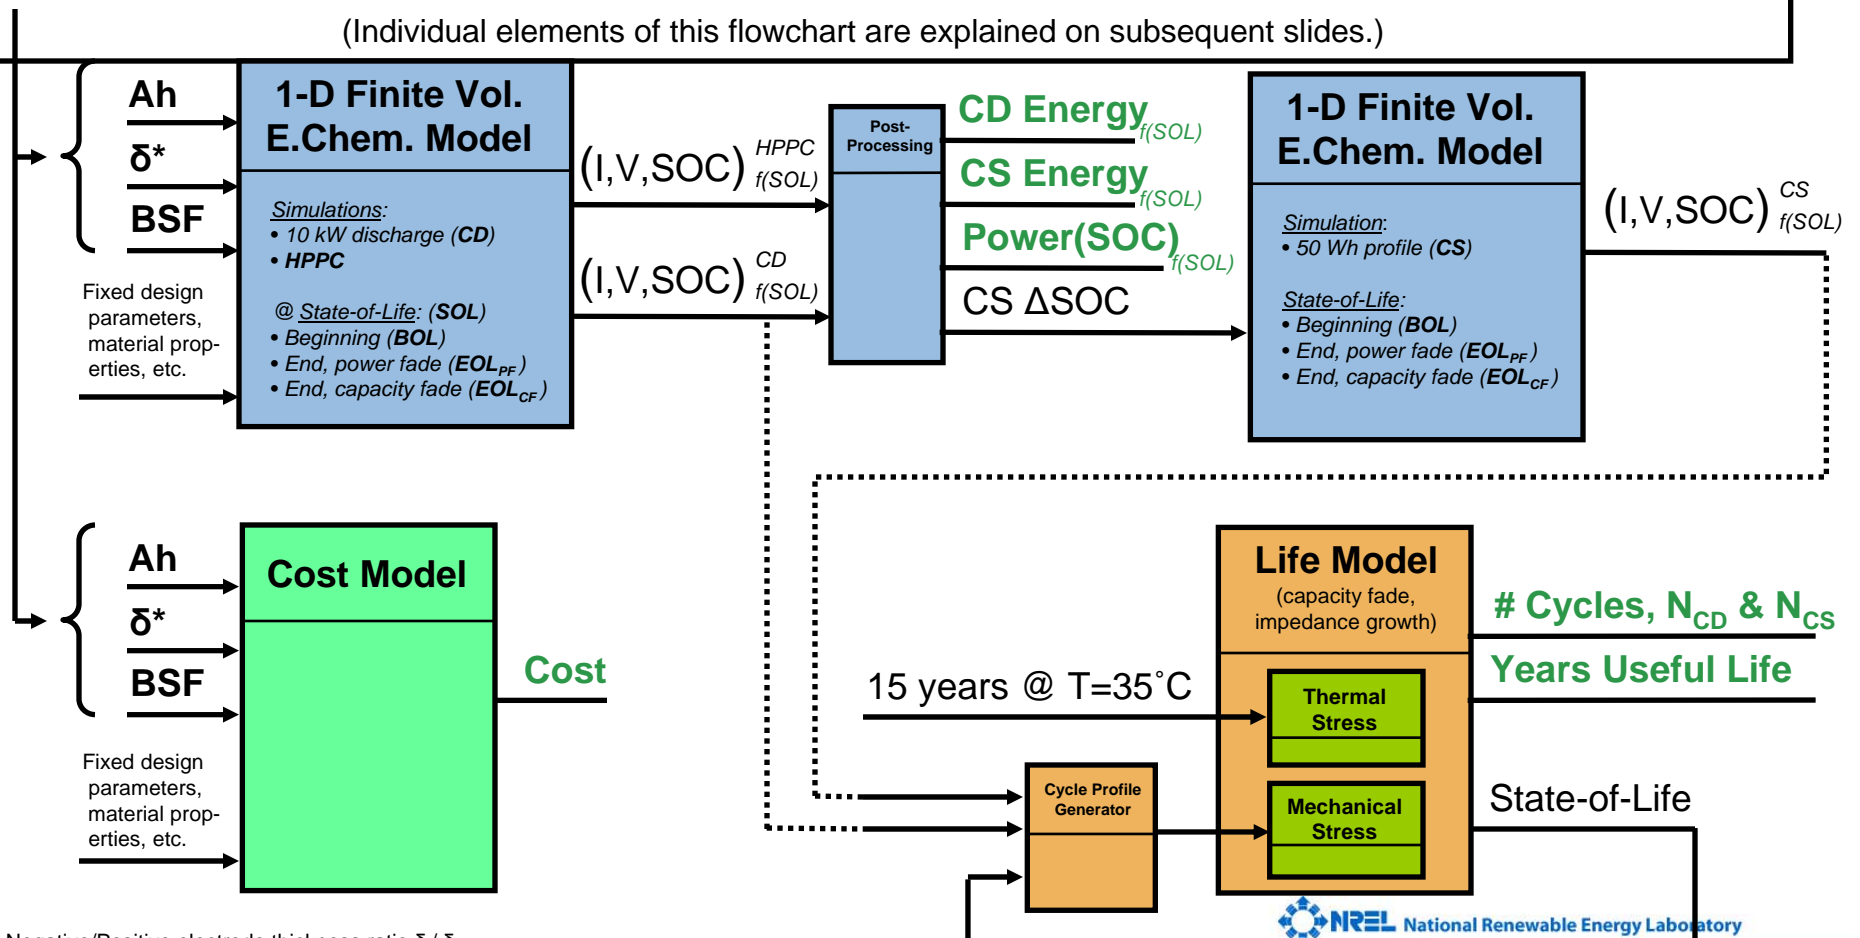 (Individual elements of this flowchart are explained on subsequent slides.)
Ah
δ*
BSF
Fixed design
parameters,
material prop-
erties, etc.
1-D Finite Vol.
E.Chem. Model
Simulations:
• 10 kW discharge (CD)
• HPPC
@ State-of-Life: (SOL)
• Beginning (BOL)
• End, power fade (EOL_PF)
• End, capacity fade (EOL_CF)
(I,V,SOC) HPPC f(SOL)
(I,V,SOC) CD f(SOL)
Post-
Processing
CD Energy f(SOL)
CS Energy f(SOL)
Power(SOC) f(SOL)
CS ΔSOC
1-D Finite Vol.
E.Chem. Model
Simulation:
• 50 Wh profile (CS)
State-of-Life:
• Beginning (BOL)
• End, power fade (EOL_PF)
• End, capacity fade (EOL_CF)
(I,V,SOC) CS f(SOL)
Ah
δ*
BSF
Fixed design
parameters,
material prop-
erties, etc.
Cost Model
Cost
15 years @ T=35˚C
Cycle Profile
Generator
Life Model
(capacity fade,
impedance growth)
Thermal
Stress
Mechanical
Stress
# Cycles, N_CD & N_CS
Years Useful Life
State-of-Life
NREL National Renewable Energy Laboratory